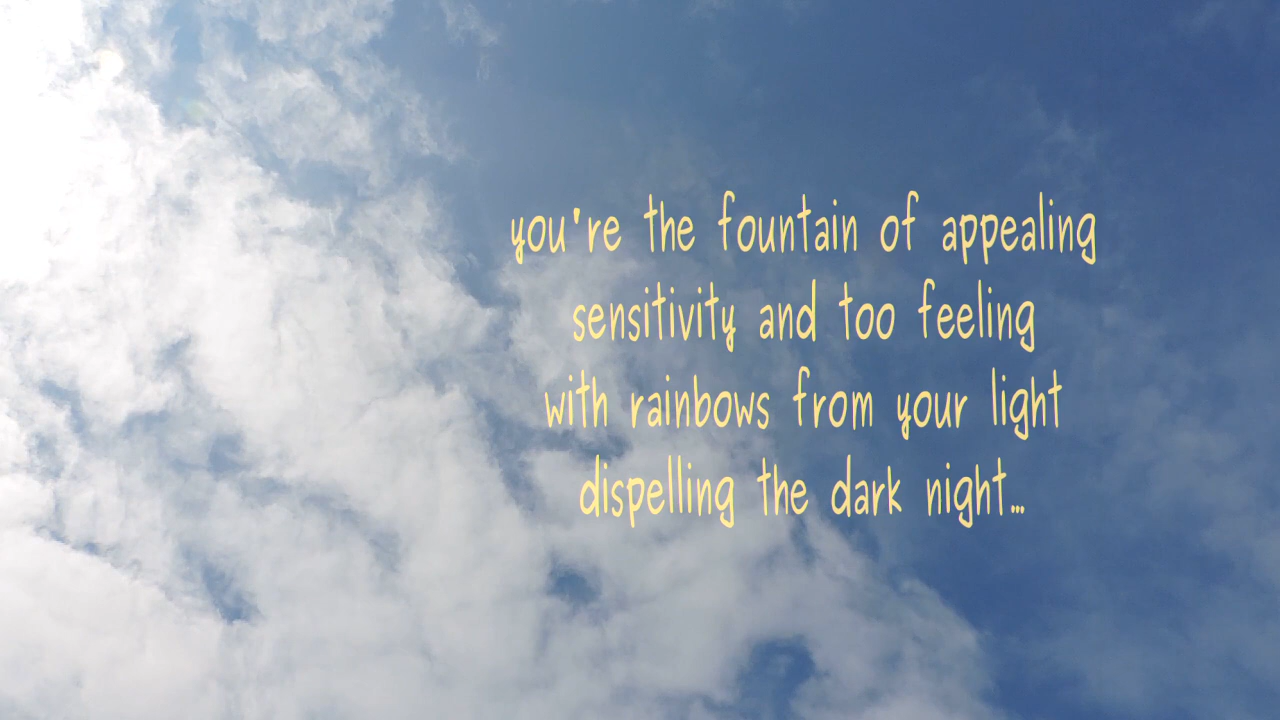 you're the fountain of appealing
sensitivity and too feeling
with rainbows from your light
dispelling the dark night...